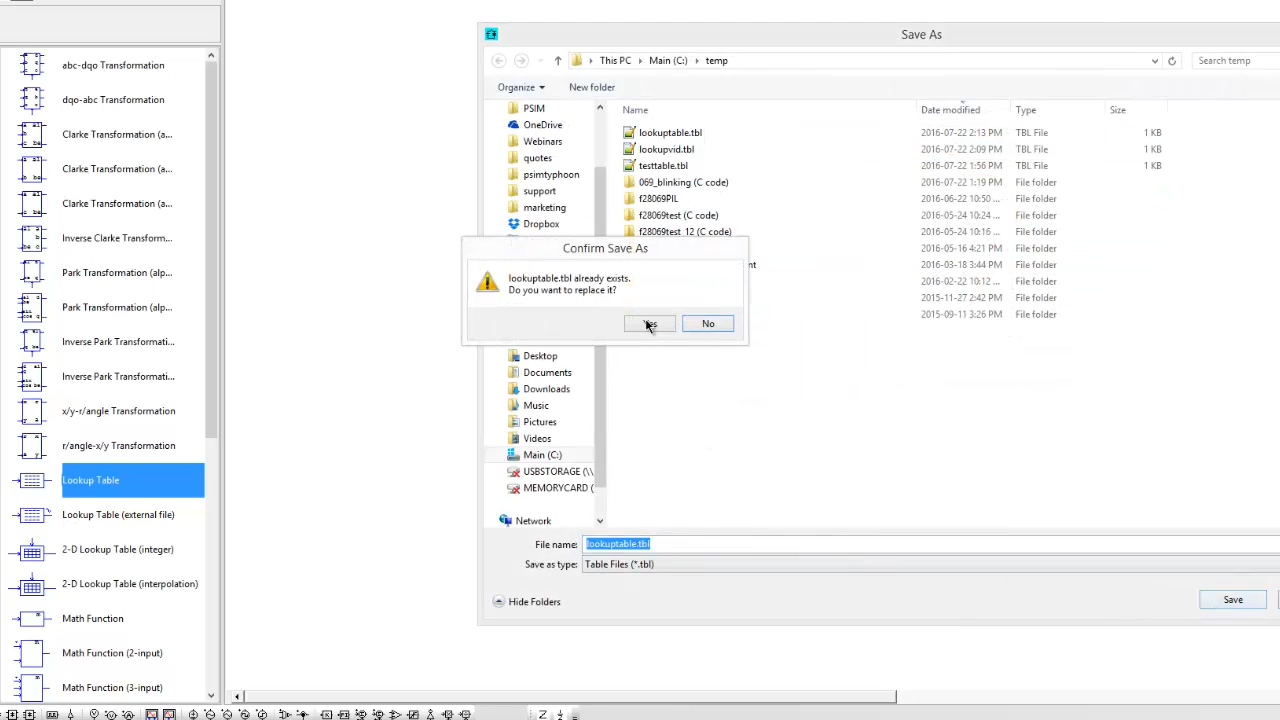 abc-dqo Transformation
dqo-abc Transformation
Clarke Transformation (a...
Clarke Transformation (a...
Clarke Transformation (a...
Inverse Clarke Transform...
Park Transformation (alp...
Park Transformation (alp...
Inverse Park Transformati...
Inverse Park Transformati...
x/y-r/angle Transformation
r/angle-x/y Transformation
Lookup Table
Lookup Table (external file)
2-D Lookup Table (integer)
2-D Lookup Table (interpolation)
Math Function
Math Function (2-input)
Math Function (3-input)
Save As
This PC Main (C:) temp
Search temp
Organize
New folder
PSIM
OneDrive
Webinars
quotes
psimtyphoon
support
marketing
Dropbox
Desktop
Documents
Downloads
Music
Pictures
Videos
Main (C:)
USBSTORAGE (\\
MEMORYCARD (
Network
Name Date modified Type Size
lookuptable.tbl 2016-07-22 2:13 PM TBL File 1 KB
lookupvid.tbl 2016-07-22 2:09 PM TBL File 1 KB
testtable.tbl 2016-07-22 1:56 PM TBL File 1 KB
069_blinking (C code) 2016-07-22 1:19 PM File folder
f28069PIL 2016-06-22 10:50 ... File folder
f28069test (C code) 2016-05-24 10:24 ... File folder
f28069test_12 (C code) 2016-05-24 9:36 ... File folder
2016-05-16 4:21 PM File folder
nt 2016-03-18 3:44 PM File folder
2016-02-02 10:12 ... File folder
2015-11-27 2:42 PM File folder
2015-09-11 3:26 PM File folder
Confirm Save As
lookuptable.tbl already exists.
Do you want to replace it?
Yes
No
File name: lookuptable.tbl
Save as type: Table Files (*.tbl)
Hide Folders
Save